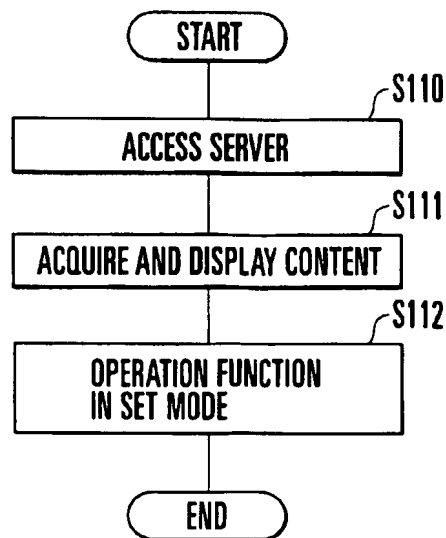 START
S110
ACCESS SERVER
S111
ACQUIRE AND DISPLAY CONTENT
S112
OPERATION FUNCTION
IN SET MODE
END